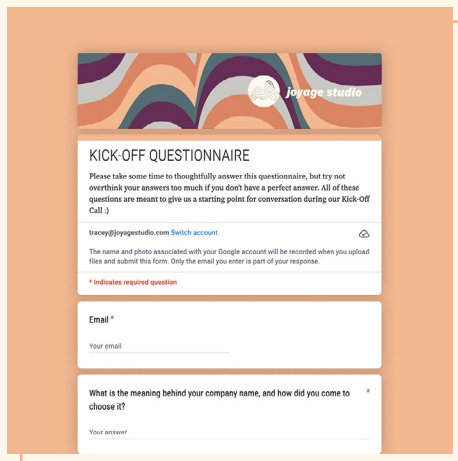 joyage studio
KICK-OFF QUESTIONNAIRE
Please take some time to thoughtfully answer this questionnaire, but try not
overthink your answers too much if you don't have a perfect answer. All of these
questions are meant to give us a starting point for conversation during our Kick-Off
Call :)
tracey@joyagestudio.com Switch account
The name and photo associated with your Google account will be recorded when you upload
files and submit this form. Only the email you enter is part of your response.
* Indicates required question
Email *
Your email
What is the meaning behind your company name, and how did you come to *
choose it?
Your answer